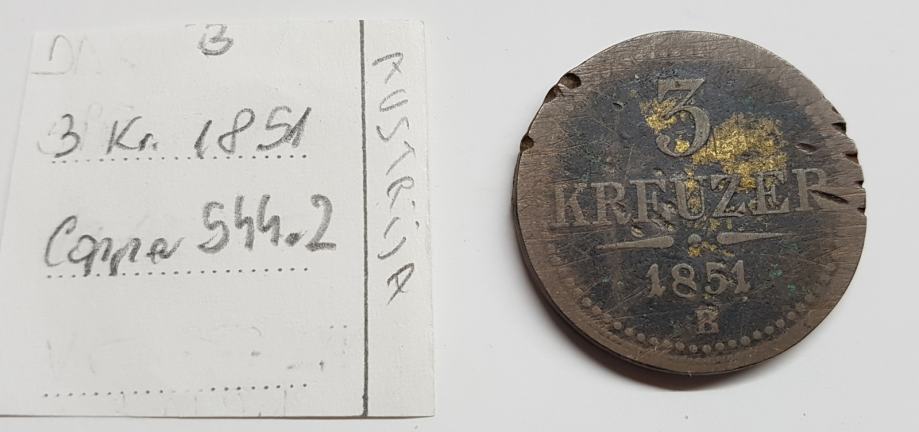 B
3 Kr. 1851
Copper 544.2
AUSTRIJA
3
KREUZER
1851
B